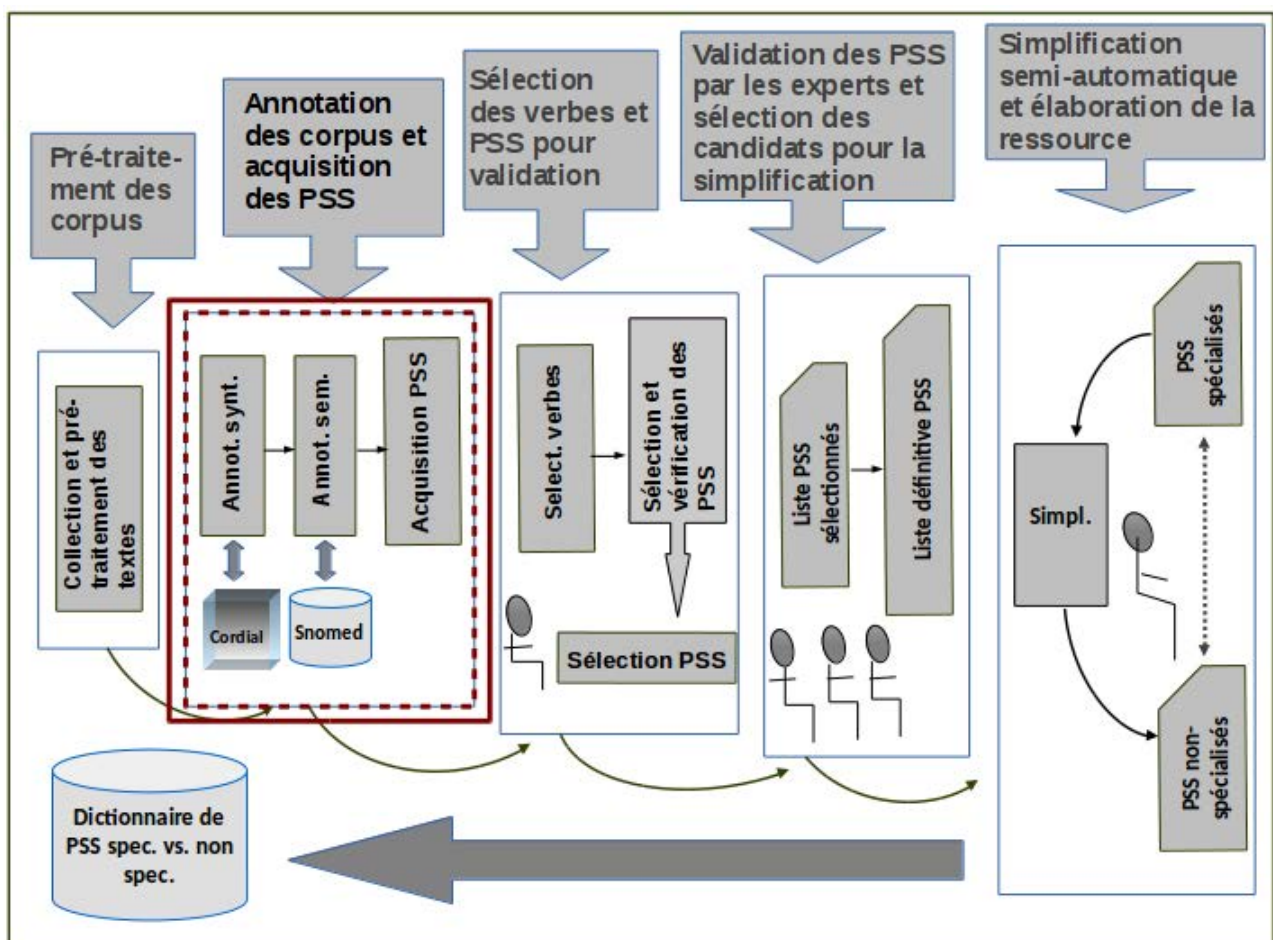 Pré-traite-
ment des
corpus
Annotation
des corpus et
acquisition
des PSS
Sélection
des verbes et
PSS pour
validation
Validation des PSS
par les experts et
sélection des
candidats pour la
simplification
Simplification
semi-automatique
et élaboration de la
ressource
Collection et pré-
traitement des
textes
Annot. synt.
Annot. sem.
Acquisition PSS
Cordial
Snomed
Select. verbes
Sélection et
vérification des
PSS
Sélection PSS
Liste PSS
sélectionnés
Liste définitive PSS
PSS
spécialisés
Simpl.
PSS non-
spécialisés
Dictionnaire de
PSS spec. vs. non
spec.